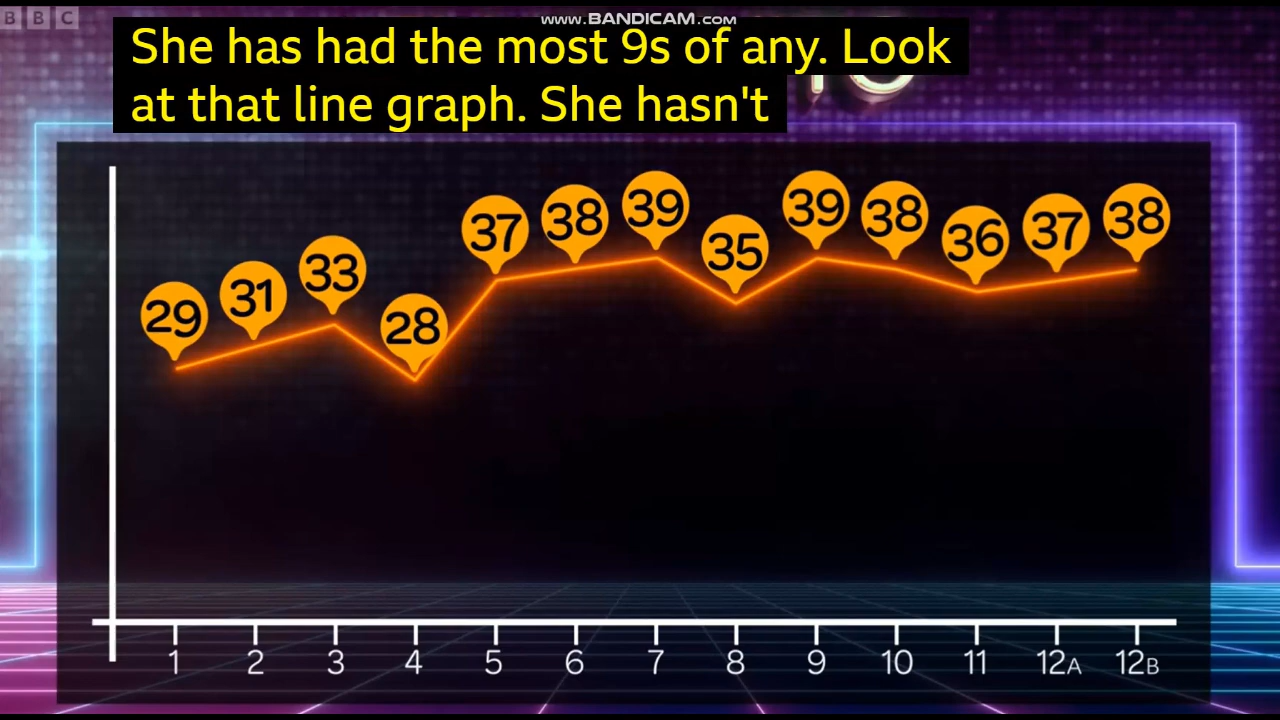 BBC
www.BANDICAM.com
She has had the most 9s of any. Look
at that line graph. She hasn't
29 31 33 28 37 38 39 35 39 38 36 37 38
1 2 3 4 5 6 7 8 9 10 11 12A 12B